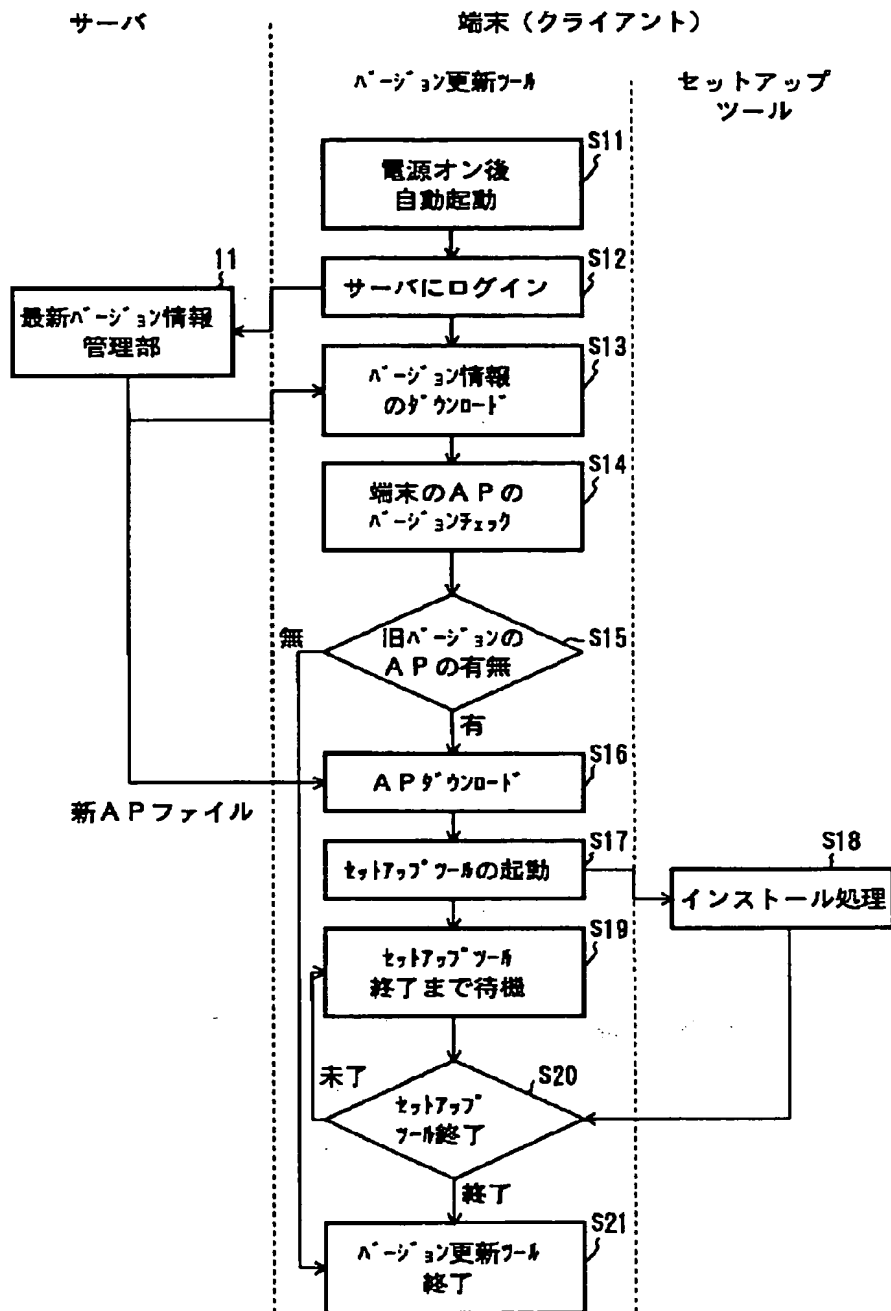 サーバ
端末（クライアント）
ﾊﾞｰｼﾞｮﾝ更新ﾂｰﾙ
セットアップ
ツール
S11
電源オン後
自動起動
S12
サーバにログイン
11
最新ﾊﾞｰｼﾞｮﾝ情報
管理部
S13
ﾊﾞｰｼﾞｮﾝ情報
のﾀﾞｳﾝﾛｰﾄﾞ
S14
端末のＡＰの
ﾊﾞｰｼﾞｮﾝﾁｪｯｸ
S15
旧ﾊﾞｰｼﾞｮﾝの
ＡＰの有無
無
有
S16
ＡＰﾀﾞｳﾝﾛｰﾄﾞ
新ＡＰファイル
S17
ｾｯﾄｱｯﾌﾟﾂｰﾙの起動
S18
インストール処理
S19
ｾｯﾄｱｯﾌﾟﾂｰﾙ
終了まで待機
未了
S20
ｾｯﾄｱｯﾌﾟ
ﾂｰﾙ終了
終了
S21
ﾊﾞｰｼﾞｮﾝ更新ﾂｰﾙ
終了